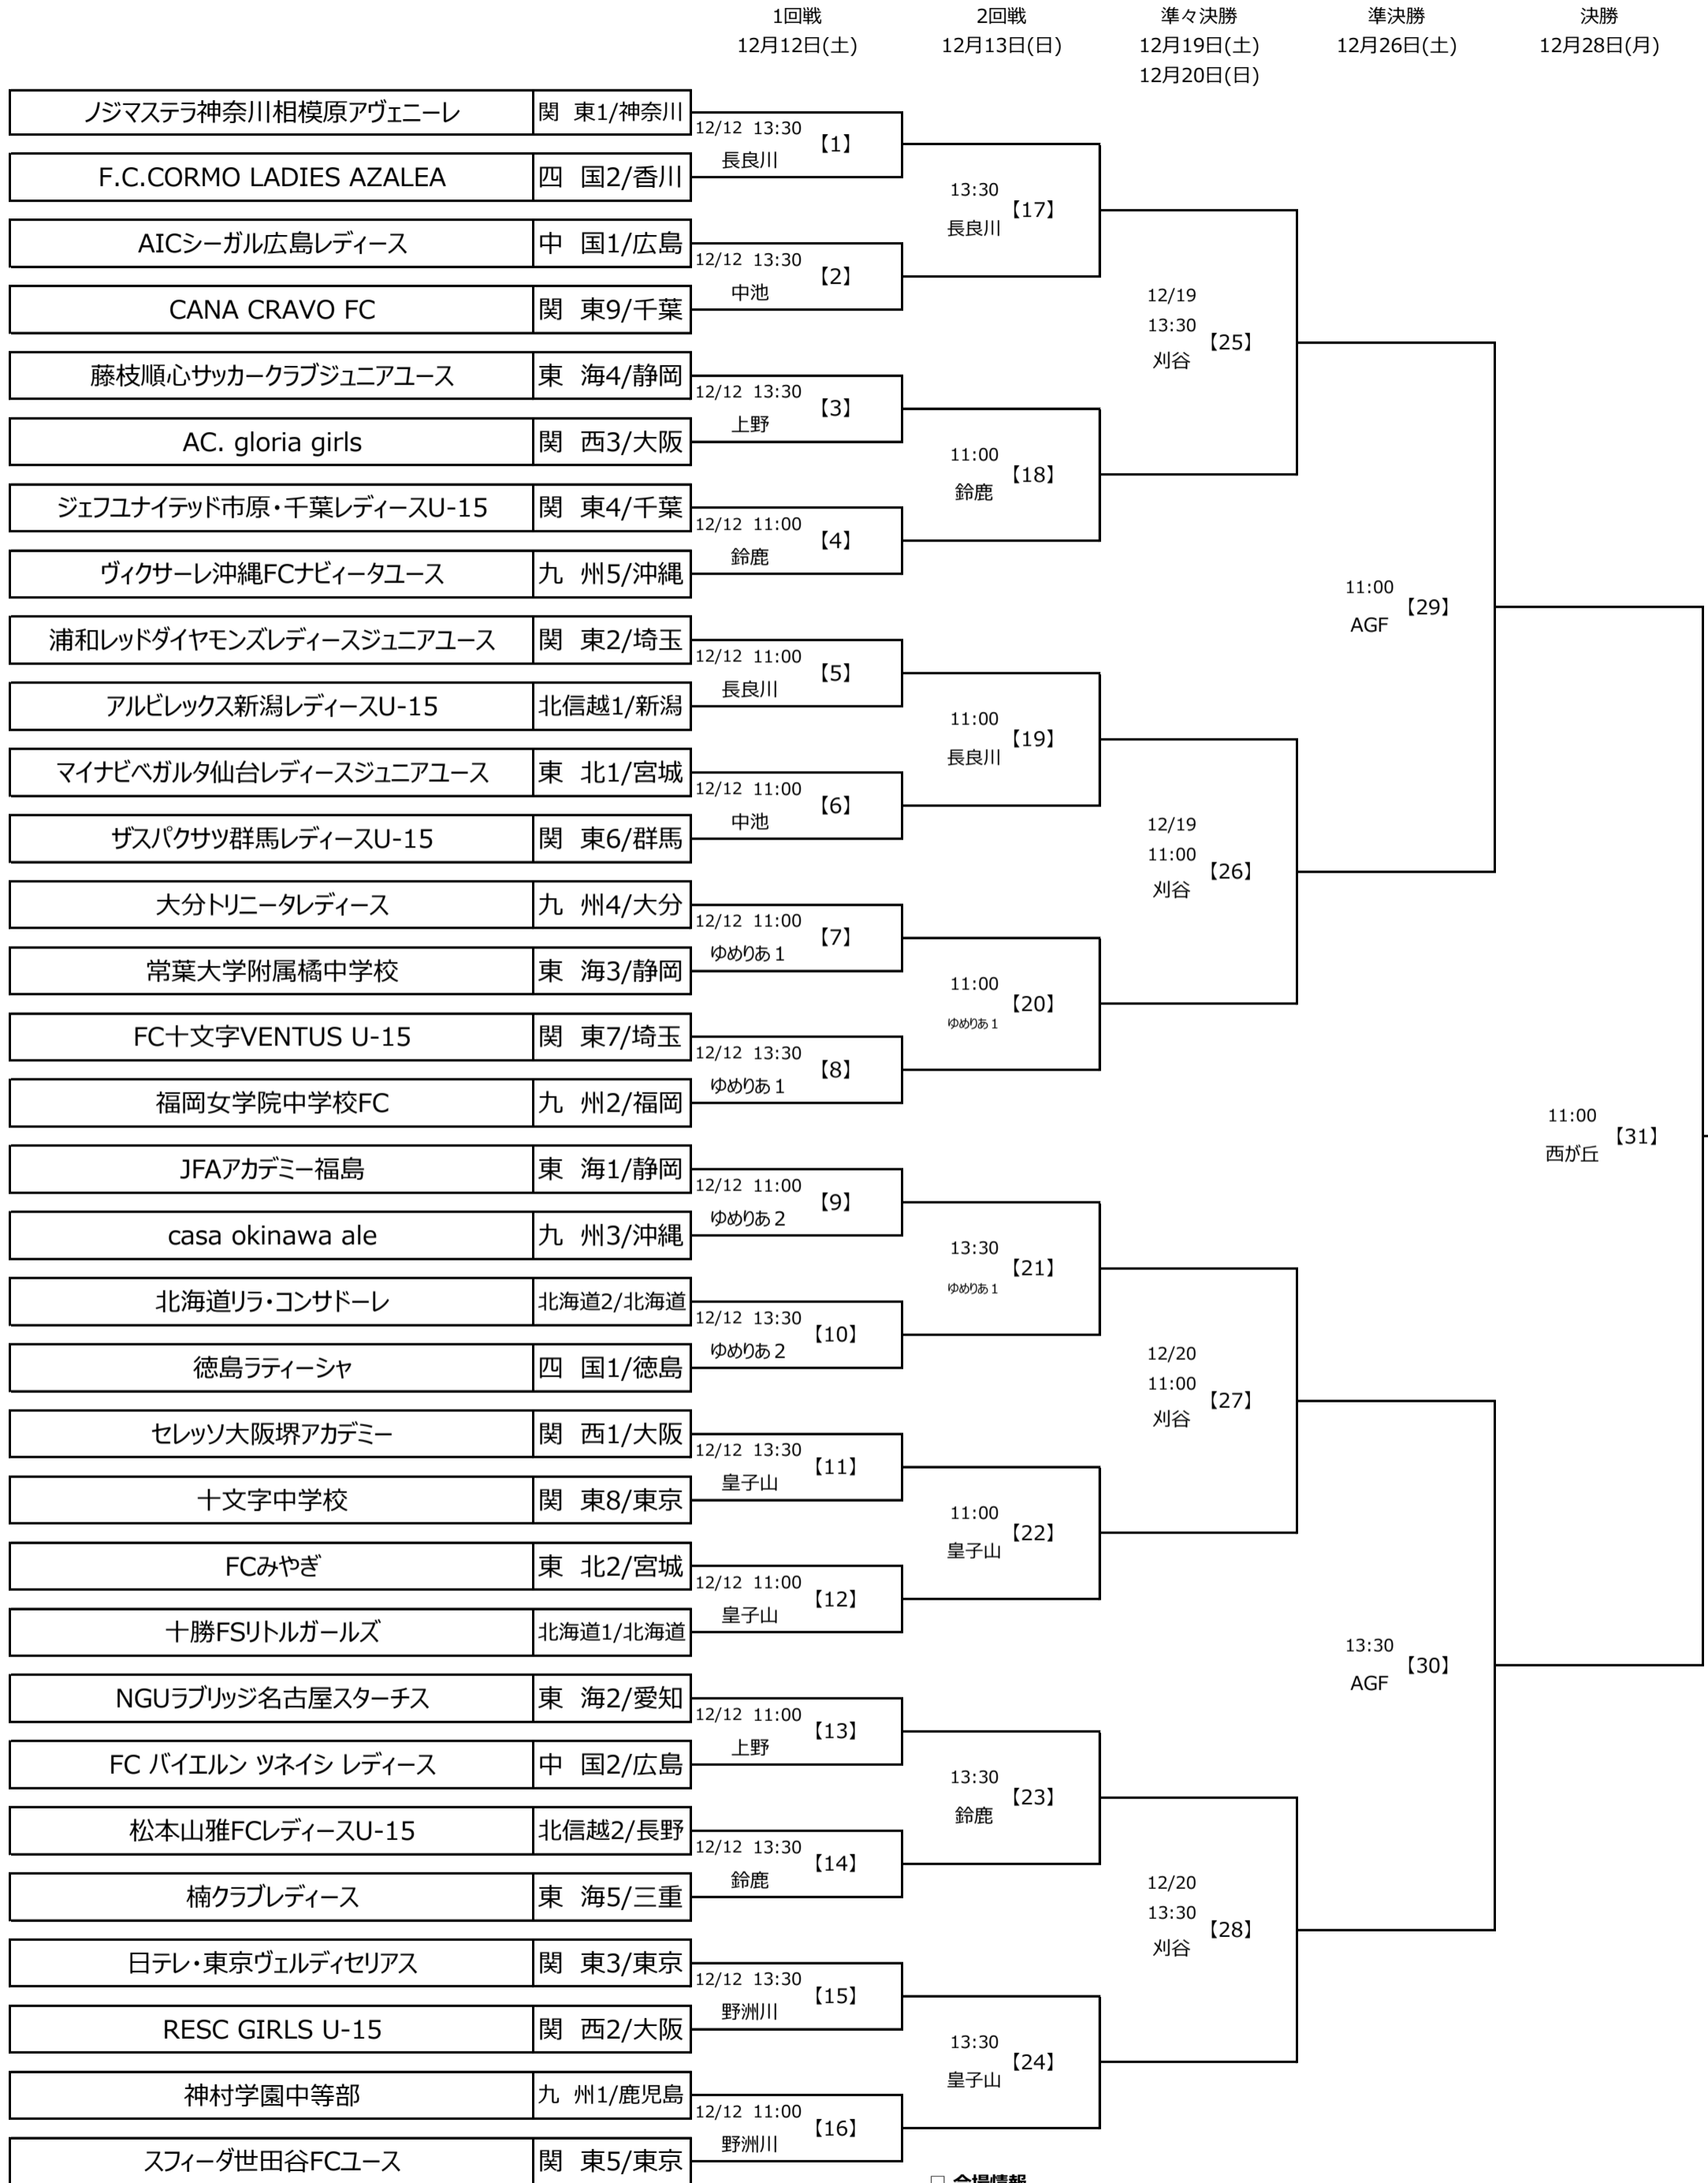 1回戦 2回戦 準々決勝 準決勝 決勝
12月12日(土) 12月13日(日) 12月19日(土) 12月26日(土) 12月28日(月)
12月20日(日)
ノジマステラ神奈川相模原アヴェニーレ 関 東1/神奈川
12/12 13:30 【1】
長良川
F.C.CORMO LADIES AZALEA 四 国2/香川
13:30 【17】
長良川
AICシーガル広島レディース 中 国1/広島
12/12 13:30 【2】
中池
CANA CRAVO FC 関 東9/千葉
12/19
13:30 【25】
刈谷
藤枝順心サッカークラブジュニアユース 東 海4/静岡
12/12 13:30 【3】
上野
AC. gloria girls 関 西3/大阪
11:00 【18】
鈴鹿
ジェフユナイテッド市原・千葉レディースU-15 関 東4/千葉
12/12 11:00 【4】
鈴鹿
ヴィクサーレ沖縄FCナビィータユース 九 州5/沖縄
11:00 【29】
AGF
浦和レッドダイヤモンズレディースジュニアユース 関 東2/埼玉
12/12 11:00 【5】
長良川
アルビレックス新潟レディースU-15 北信越1/新潟
11:00 【19】
長良川
マイナビベガルタ仙台レディースジュニアユース 東 北1/宮城
12/12 11:00 【6】
中池
ザスパクサツ群馬レディースU-15 関 東6/群馬
12/19
11:00 【26】
刈谷
大分トリニータレディース 九 州4/大分
12/12 11:00 【7】
ゆめりあ1
常葉大学附属橘中学校 東 海3/静岡
11:00 【20】
ゆめりあ1
FC十文字VENTUS U-15 関 東7/埼玉
12/12 13:30 【8】
ゆめりあ1
福岡女学院中学校FC 九 州2/福岡
11:00 【31】
西が丘
JFAアカデミー福島 東 海1/静岡
12/12 11:00 【9】
ゆめりあ2
casa okinawa ale 九 州3/沖縄
13:30 【21】
ゆめりあ1
北海道リラ・コンサドーレ 北海道2/北海道
12/12 13:30 【10】
ゆめりあ2
徳島ラティーシャ 四 国1/徳島
12/20
11:00 【27】
刈谷
セレッソ大阪堺アカデミー 関 西1/大阪
12/12 13:30 【11】
皇子山
十文字中学校 関 東8/東京
11:00 【22】
皇子山
FCみやぎ 東 北2/宮城
12/12 11:00 【12】
皇子山
十勝FSリトルガールズ 北海道1/北海道
13:30 【30】
AGF
NGUラブリッジ名古屋スターチス 東 海2/愛知
12/12 11:00 【13】
上野
FC バイエルン ツネイシ レディース 中 国2/広島
13:30 【23】
鈴鹿
松本山雅FCレディースU-15 北信越2/長野
12/12 13:30 【14】
鈴鹿
楠クラブレディース 東 海5/三重
12/20
13:30 【28】
刈谷
日テレ・東京ヴェルディセリアス 関 東3/東京
12/12 13:30 【15】
野洲川
RESC GIRLS U-15 関 西2/大阪
13:30 【24】
皇子山
神村学園中等部 九 州1/鹿児島
12/12 11:00 【16】
野洲川
スフィーダ世田谷FCユース 関 東5/東京
□ 会場情報